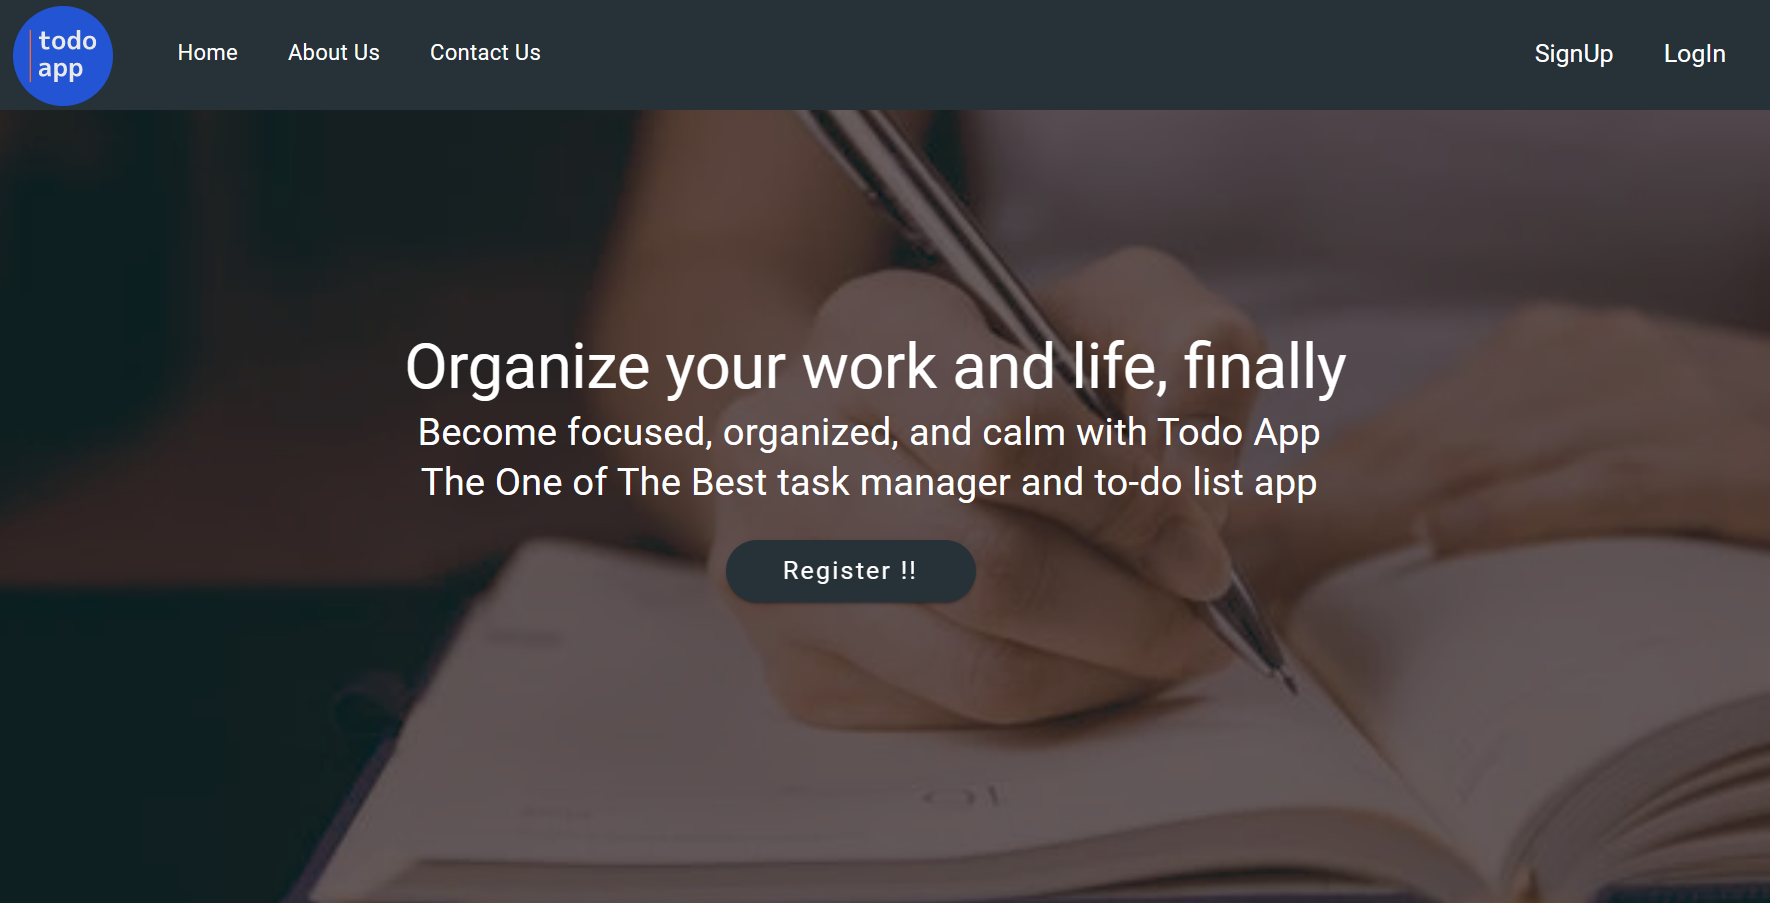 todo
app
Home
About Us
Contact Us
SignUp
LogIn
Organize your work and life, finally
Become focused, organized, and calm with Todo App
The One of The Best task manager and to-do list app
Register !!